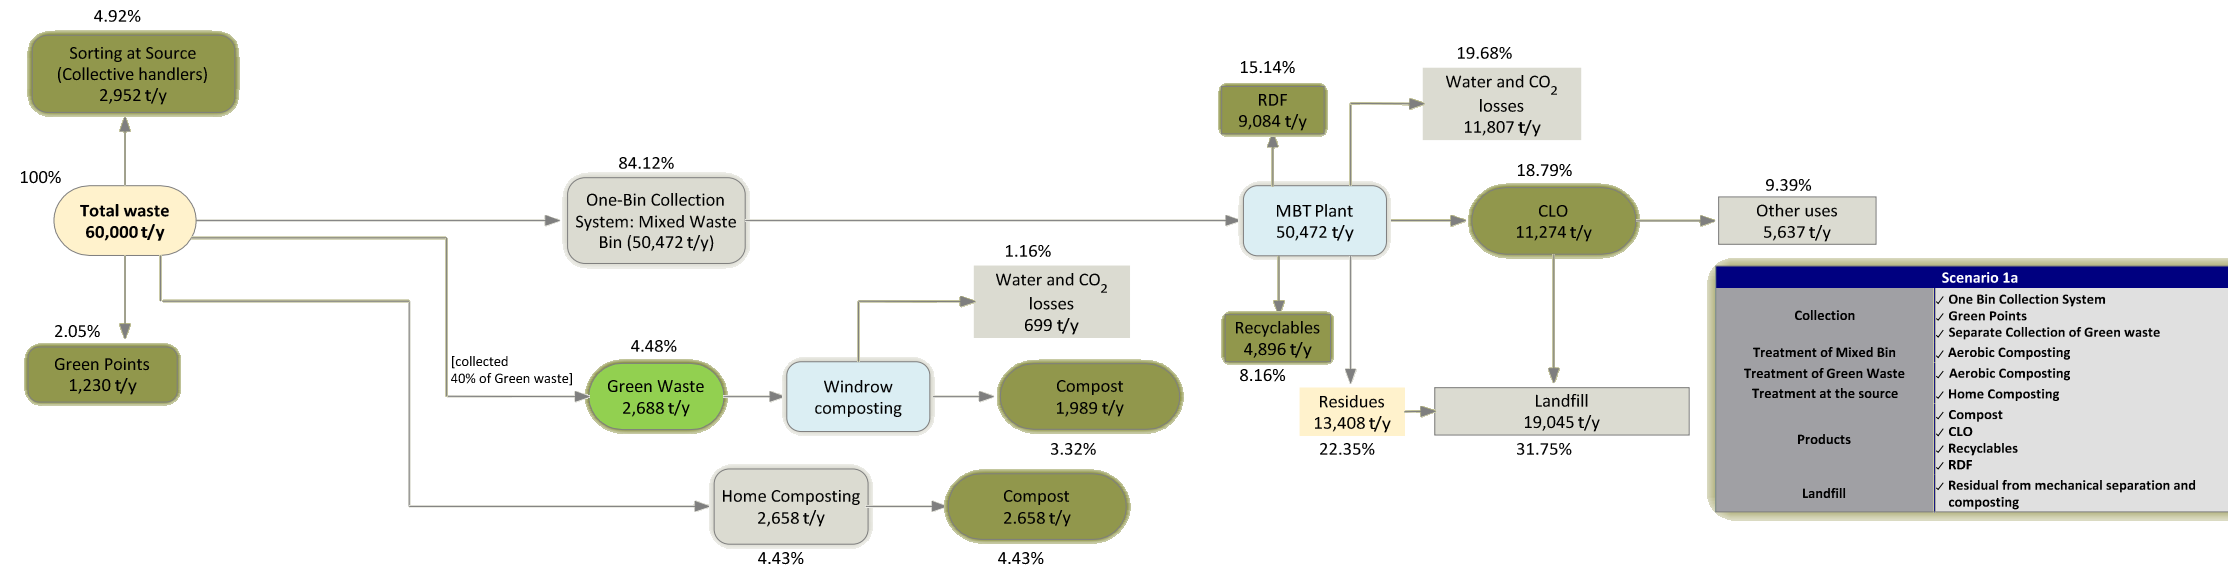 4.92%
Sorting at Source
(Collective handlers)
2,952 t/y
100%
Total waste
60,000 t/y
2.05%
Green Points
1,230 t/y
84.12%
One-Bin Collection
System: Mixed Waste
Bin (50,472 t/y)
[collected
40% of Green waste]
4.48%
Green Waste
2,688 t/y
Windrow
composting
1.16%
Water and CO2
losses
699 t/y
Compost
1,989 t/y
3.32%
Home Composting
2,658 t/y
4.43%
Compost
2.658 t/y
4.43%
15.14%
RDF
9,084 t/y
19.68%
Water and CO2
losses
11,807 t/y
MBT Plant
50,472 t/y
18.79%
CLO
11,274 t/y
9.39%
Other uses
5,637 t/y
Recyclables
4,896 t/y
8.16%
Residues
13,408 t/y
22.35%
Landfill
19,045 t/y
31.75%
Scenario 1a
Collection
✓ One Bin Collection System
✓ Green Points
✓ Separate Collection of Green waste
Treatment of Mixed Bin
✓ Aerobic Composting
Treatment of Green Waste
✓ Aerobic Composting
Treatment at the source
✓ Home Composting
Products
✓ Compost
✓ CLO
✓ Recyclables
✓ RDF
Landfill
✓ Residual from mechanical separation and
composting